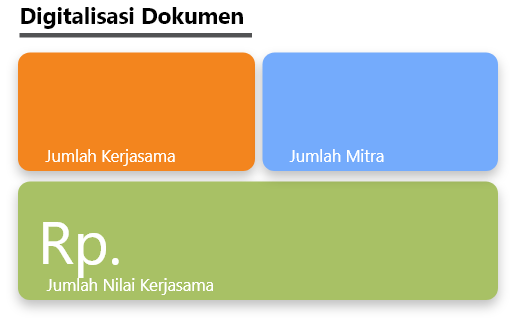 Digitalisasi Dokumen
Jumlah Kerjasama
Jumlah Mitra
Rp.
Jumlah Nilai Kerjasama